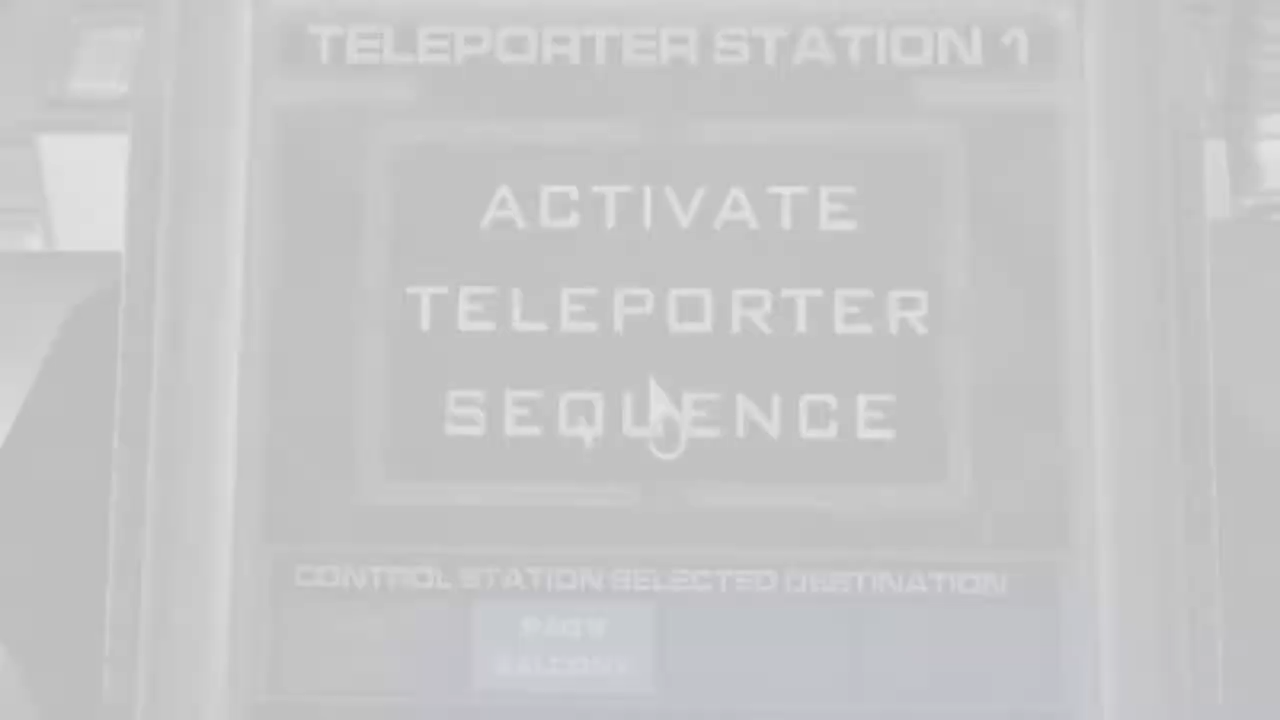 TELEPORTER STATION 1
ACTIVATE
TELEPORTER
SEQUENCE
CONTROL STATION SELECTED DESTINATION